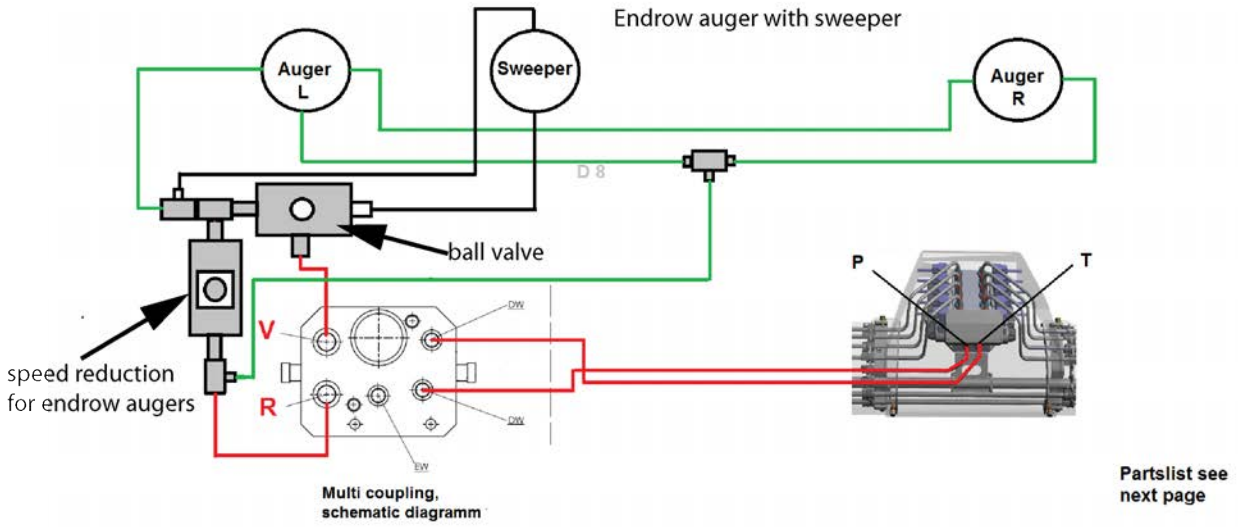 Endrow auger with sweeper
Auger
L
Sweeper
Auger
R
D 8
ball valve
P
T
DW
V
speed reduction
for endrow augers
R
DW
EW
Multi coupling,
schematic diagramm
Partslist see
next page